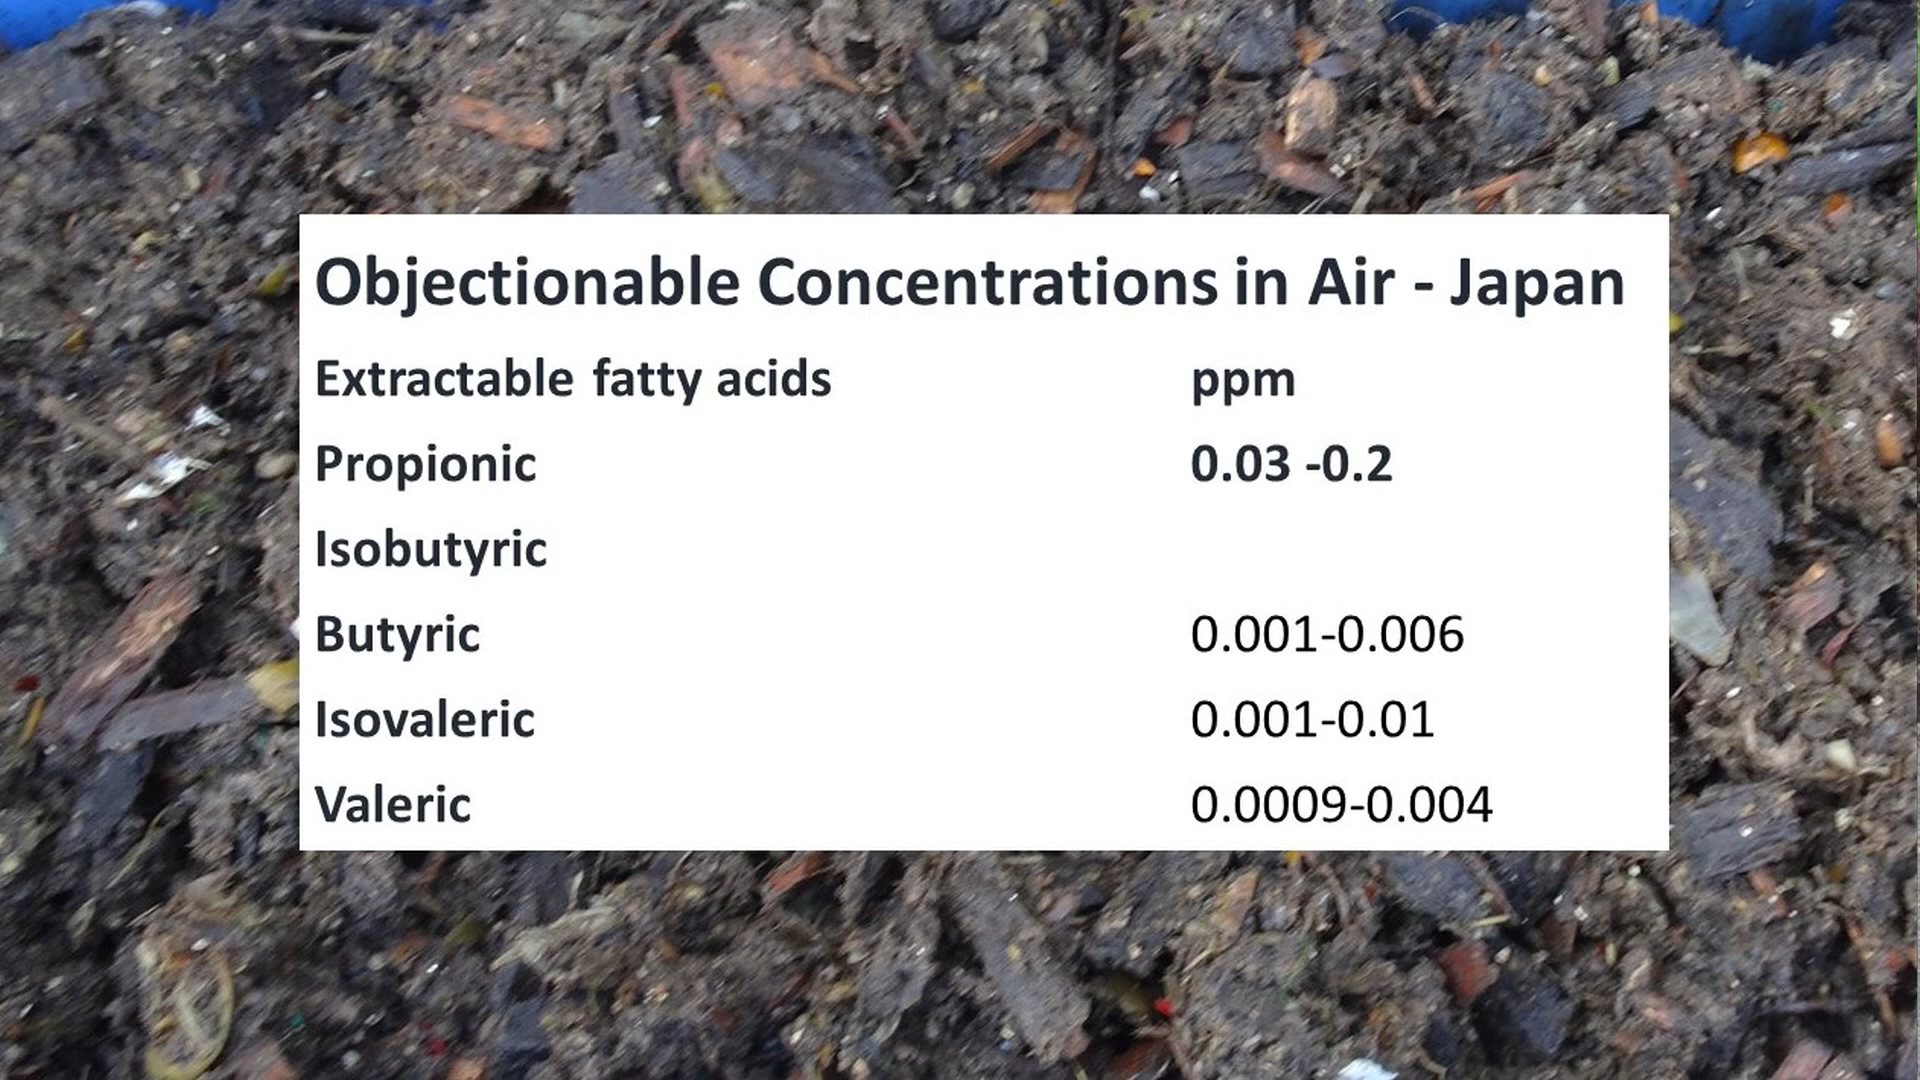 Objectionable Concentrations in Air - Japan
Extractable fatty acids ppm
Propionic 0.03 -0.2
Isobutyric
Butyric 0.001-0.006
Isovaleric 0.001-0.01
Valeric 0.0009-0.004